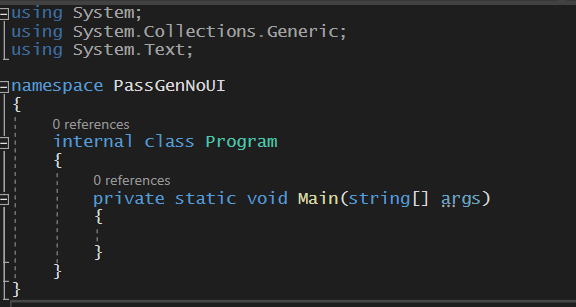 using System;
using System.Collections.Generic;
using System.Text;
namespace PassGenNoUI
{
0 references
internal class Program
{
0 references
private static void Main(string[] args)
{
}
}
}